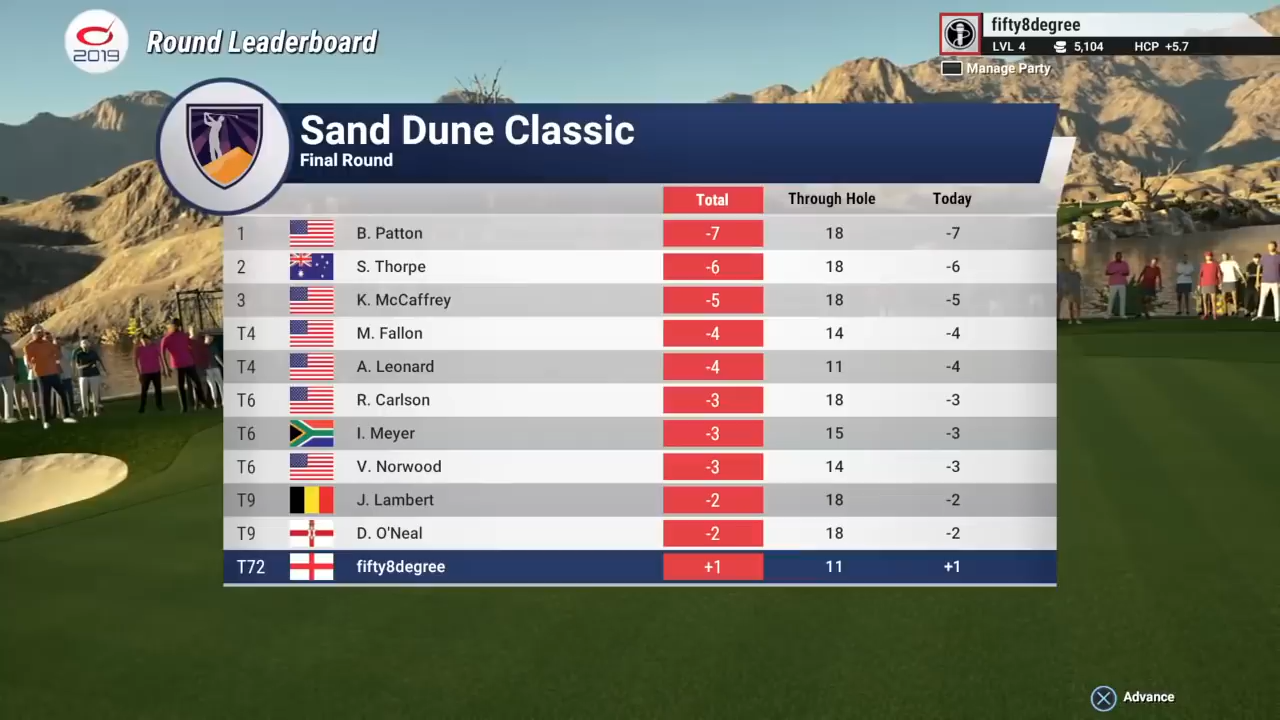 2019
Round Leaderboard
fifty8degree
LVL 4 5,104 HCP +5.7
Manage Party
Sand Dune Classic
Final Round
Total Through Hole Today
1 B. Patton -7 18 -7
2 S. Thorpe -6 18 -6
3 K. McCaffrey -5 18 -5
T4 M. Fallon -4 14 -4
T4 A. Leonard -4 11 -4
T6 R. Carlson -3 18 -3
T6 I. Meyer -3 15 -3
T6 V. Norwood -3 14 -3
T9 J. Lambert -2 18 -2
T9 D. O'Neal -2 18 -2
T72 fifty8degree +1 11 +1
Advance